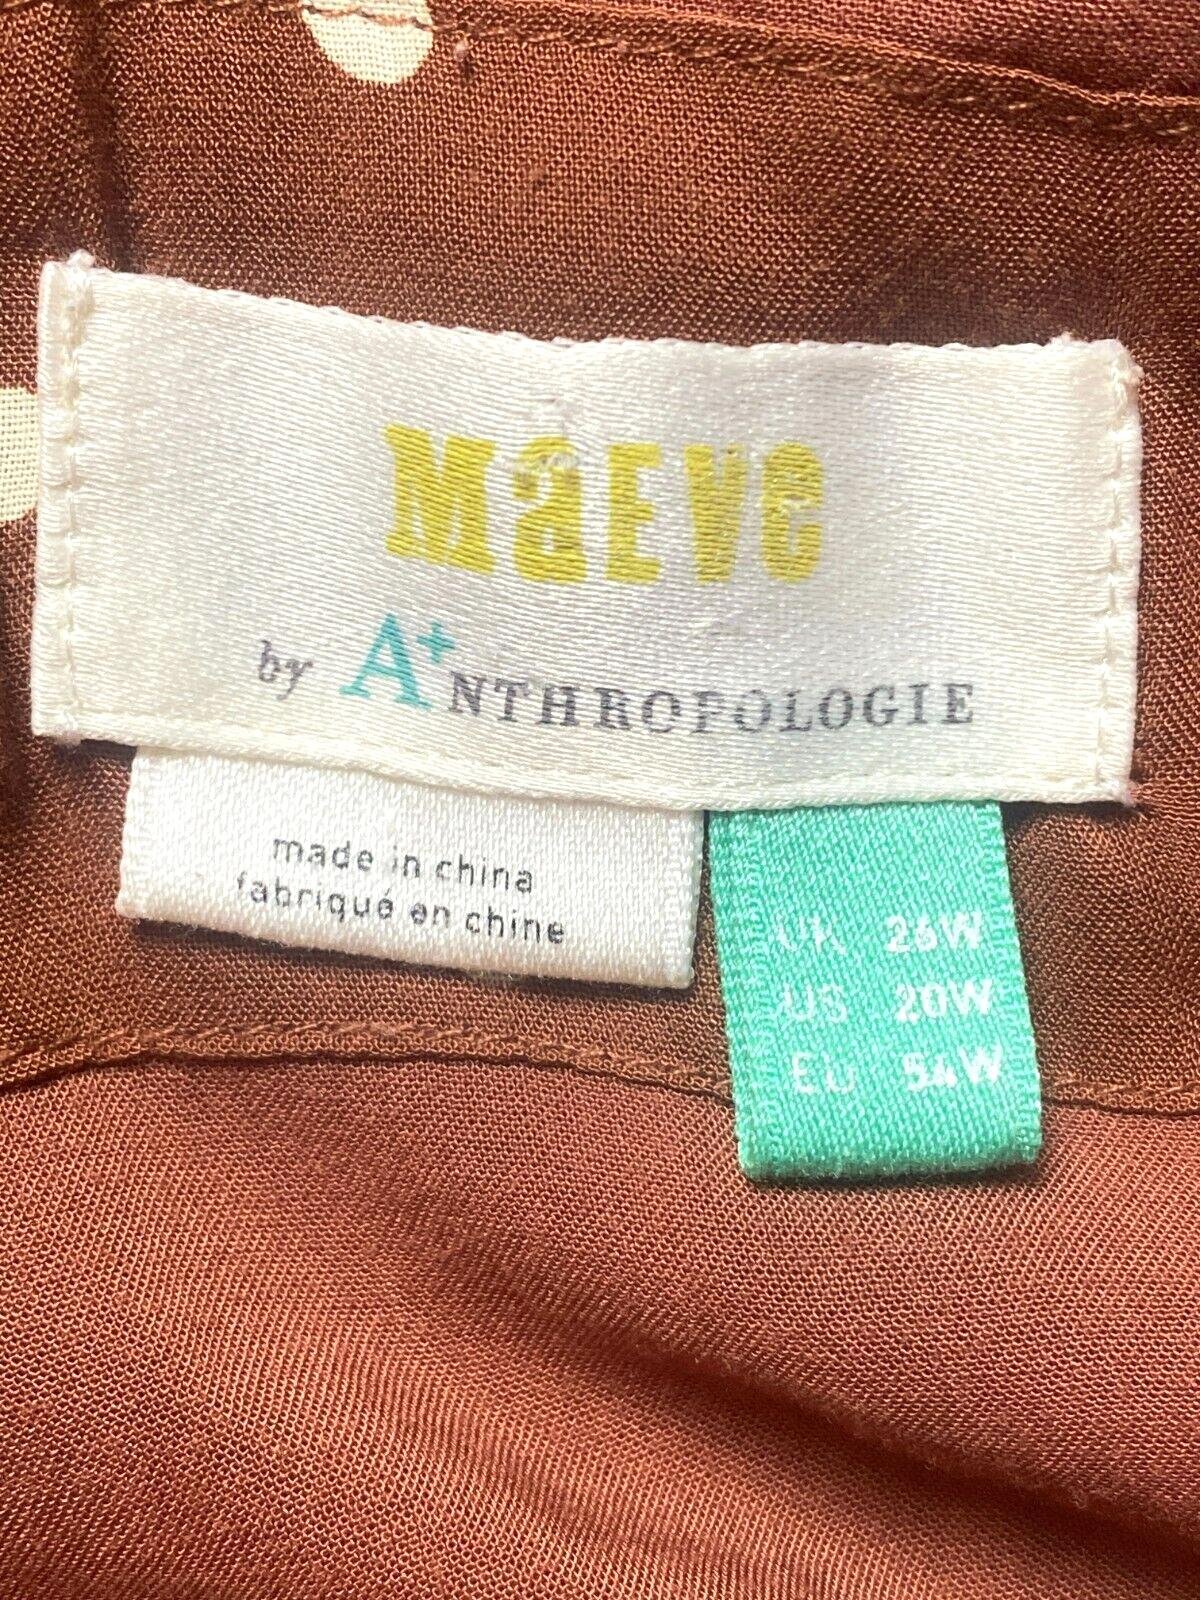 maeve
by A+NTHROPOLOGIE
made in china
fabriqué en chine
UK 26W
US 20W
EU 54W